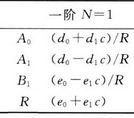 一阶 N=1
A₀ (d₀+d₁c)/R
A₁ (d₀-d₁c)/R
B₁ (e₀-e₁c)/R
R (e₀+e₁c)